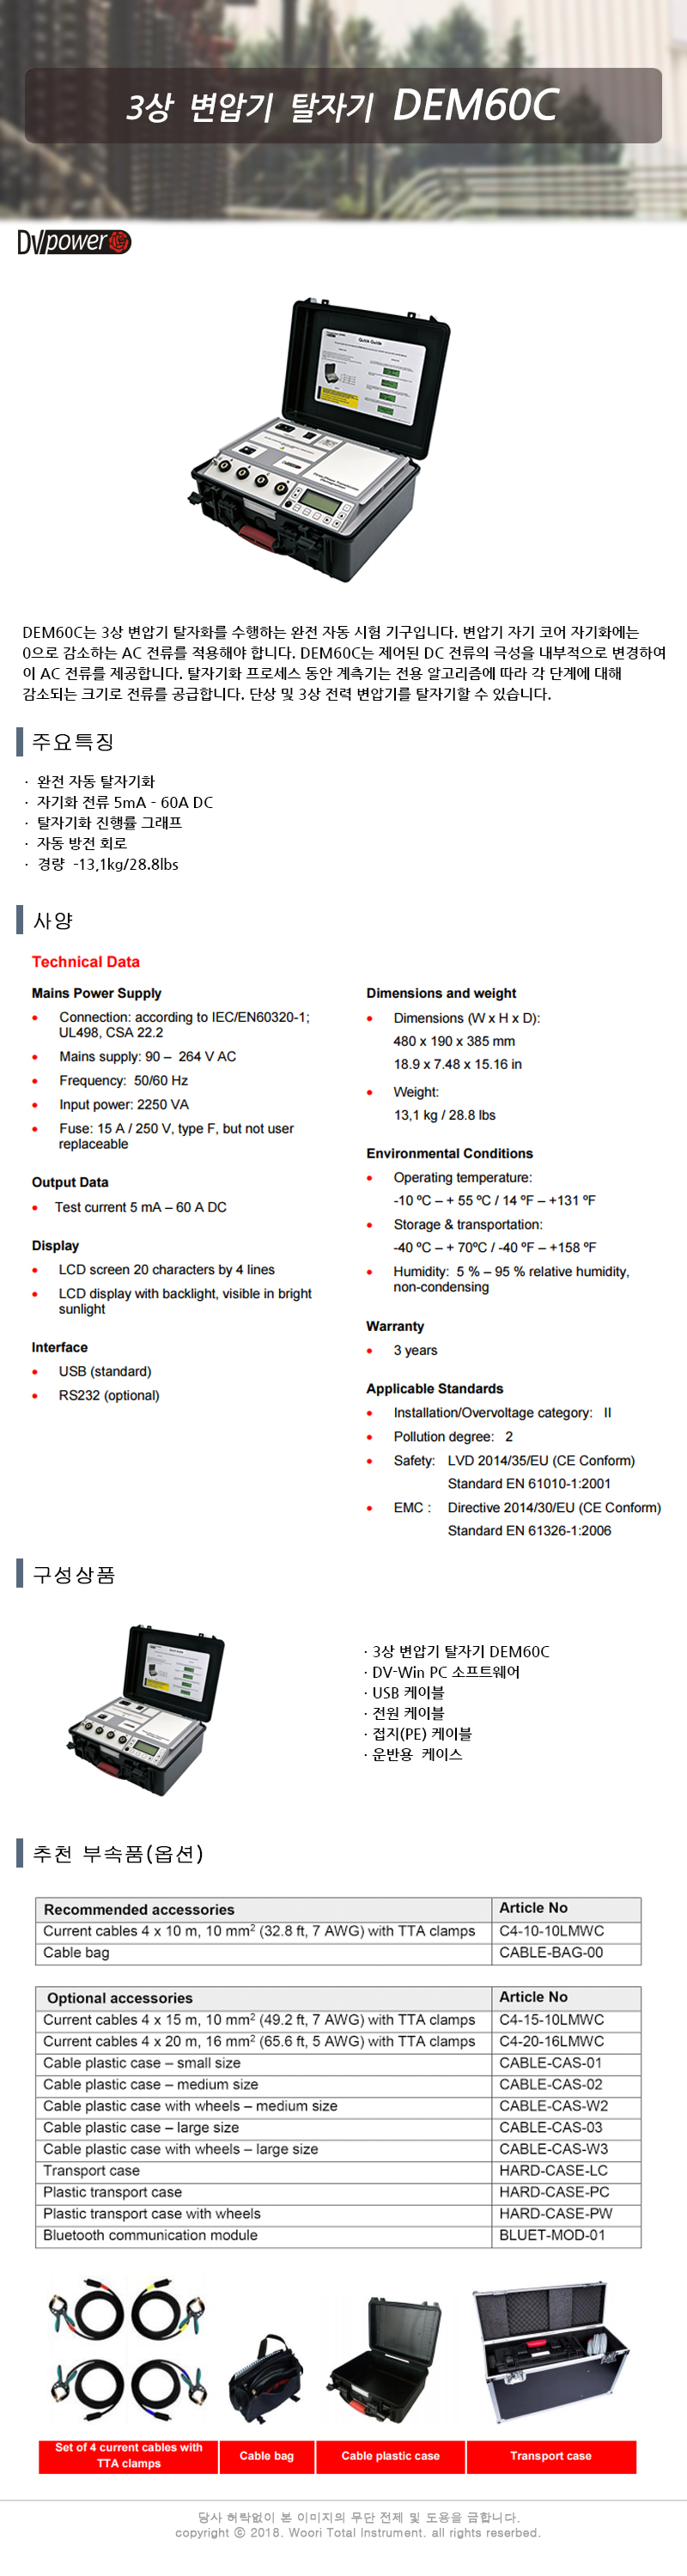 3상 변압기 탈자기 DEM60C
DV power
Quick Guide
DEM60C는 3상 변압기 탈자화를 수행하는 완전 자동 시험 기구입니다. 변압기 자기 코어 자기화에는
0으로 감소하는 AC 전류를 적용해야 합니다. DEM60C는 제어된 DC 전류의 극성을 내부적으로 변경하여
이 AC 전류를 제공합니다. 탈자기화 프로세스 동안 계측기는 전용 알고리즘에 따라 각 단계에 대해
감소되는 크기로 전류를 공급합니다. 단상 및 3상 전력 변압기를 탈자기할 수 있습니다.
주요특징
· 완전 자동 탈자기화
· 자기화 전류 5mA - 60A DC
· 탈자기화 진행률 그래프
· 자동 방전 회로
· 경량 -13,1kg/28.8lbs
사양
Technical Data
Mains Power Supply
• Connection: according to IEC/EN60320-1;
UL498, CSA 22.2
• Mains supply: 90 – 264 V AC
• Frequency: 50/60 Hz
• Input power: 2250 VA
• Fuse: 15 A / 250 V, type F, but not user
replaceable
Output Data
• Test current 5 mA – 60 A DC
Display
• LCD screen 20 characters by 4 lines
• LCD display with backlight, visible in bright
sunlight
Interface
• USB (standard)
• RS232 (optional)
Dimensions and weight
• Dimensions (W x H x D):
480 x 190 x 385 mm
18.9 x 7.48 x 15.16 in
• Weight:
13,1 kg / 28.8 lbs
Environmental Conditions
• Operating temperature:
-10 ºC – + 55 ºC / 14 ºF – +131 ºF
• Storage & transportation:
-40 ºC – + 70ºC / -40 ºF – +158 ºF
• Humidity: 5 % – 95 % relative humidity,
non-condensing
Warranty
• 3 years
Applicable Standards
• Installation/Overvoltage category: II
• Pollution degree: 2
• Safety: LVD 2014/35/EU (CE Conform)
Standard EN 61010-1:2001
• EMC : Directive 2014/30/EU (CE Conform)
Standard EN 61326-1:2006
구성상품
· 3상 변압기 탈자기 DEM60C
· DV-Win PC 소프트웨어
· USB 케이블
· 전원 케이블
· 접지(PE) 케이블
· 운반용 케이스
추천 부속품(옵션)
Recommended accessories Article No
Current cables 4 x 10 m, 10 mm² (32.8 ft, 7 AWG) with TTA clamps C4-10-10LMWC
Cable bag CABLE-BAG-00
Optional accessories Article No
Current cables 4 x 15 m, 10 mm² (49.2 ft, 7 AWG) with TTA clamps C4-15-10LMWC
Current cables 4 x 20 m, 16 mm² (65.6 ft, 5 AWG) with TTA clamps C4-20-16LMWC
Cable plastic case – small size CABLE-CAS-01
Cable plastic case – medium size CABLE-CAS-02
Cable plastic case with wheels – medium size CABLE-CAS-W2
Cable plastic case – large size CABLE-CAS-03
Cable plastic case with wheels – large size CABLE-CAS-W3
Transport case HARD-CASE-LC
Plastic transport case HARD-CASE-PC
Plastic transport case with wheels HARD-CASE-PW
Bluetooth communication module BLUET-MOD-01
Set of 4 current cables with
TTA clamps
Cable bag
Cable plastic case
Transport case
당사 허락없이 본 이미지의 무단 전제 및 도용을 금합니다.
copyright ⓒ 2018. Woori Total Instrument. all rights reserbed.